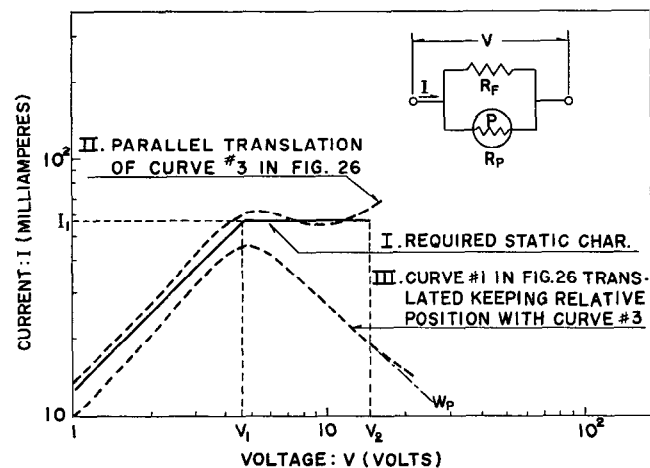 V
I
R_F
P
R_P
10²
II. PARALLEL TRANSLATION
OF CURVE #3 IN FIG. 26
I₁
I. REQUIRED STATIC CHAR.
III. CURVE #1 IN FIG.26 TRANS-
LATED KEEPING RELATIVE
POSITION WITH CURVE #3
W_P
CURRENT: I (MILLIAMPERES)
10
1
V₁
10
V₂
10²
VOLTAGE: V (VOLTS)